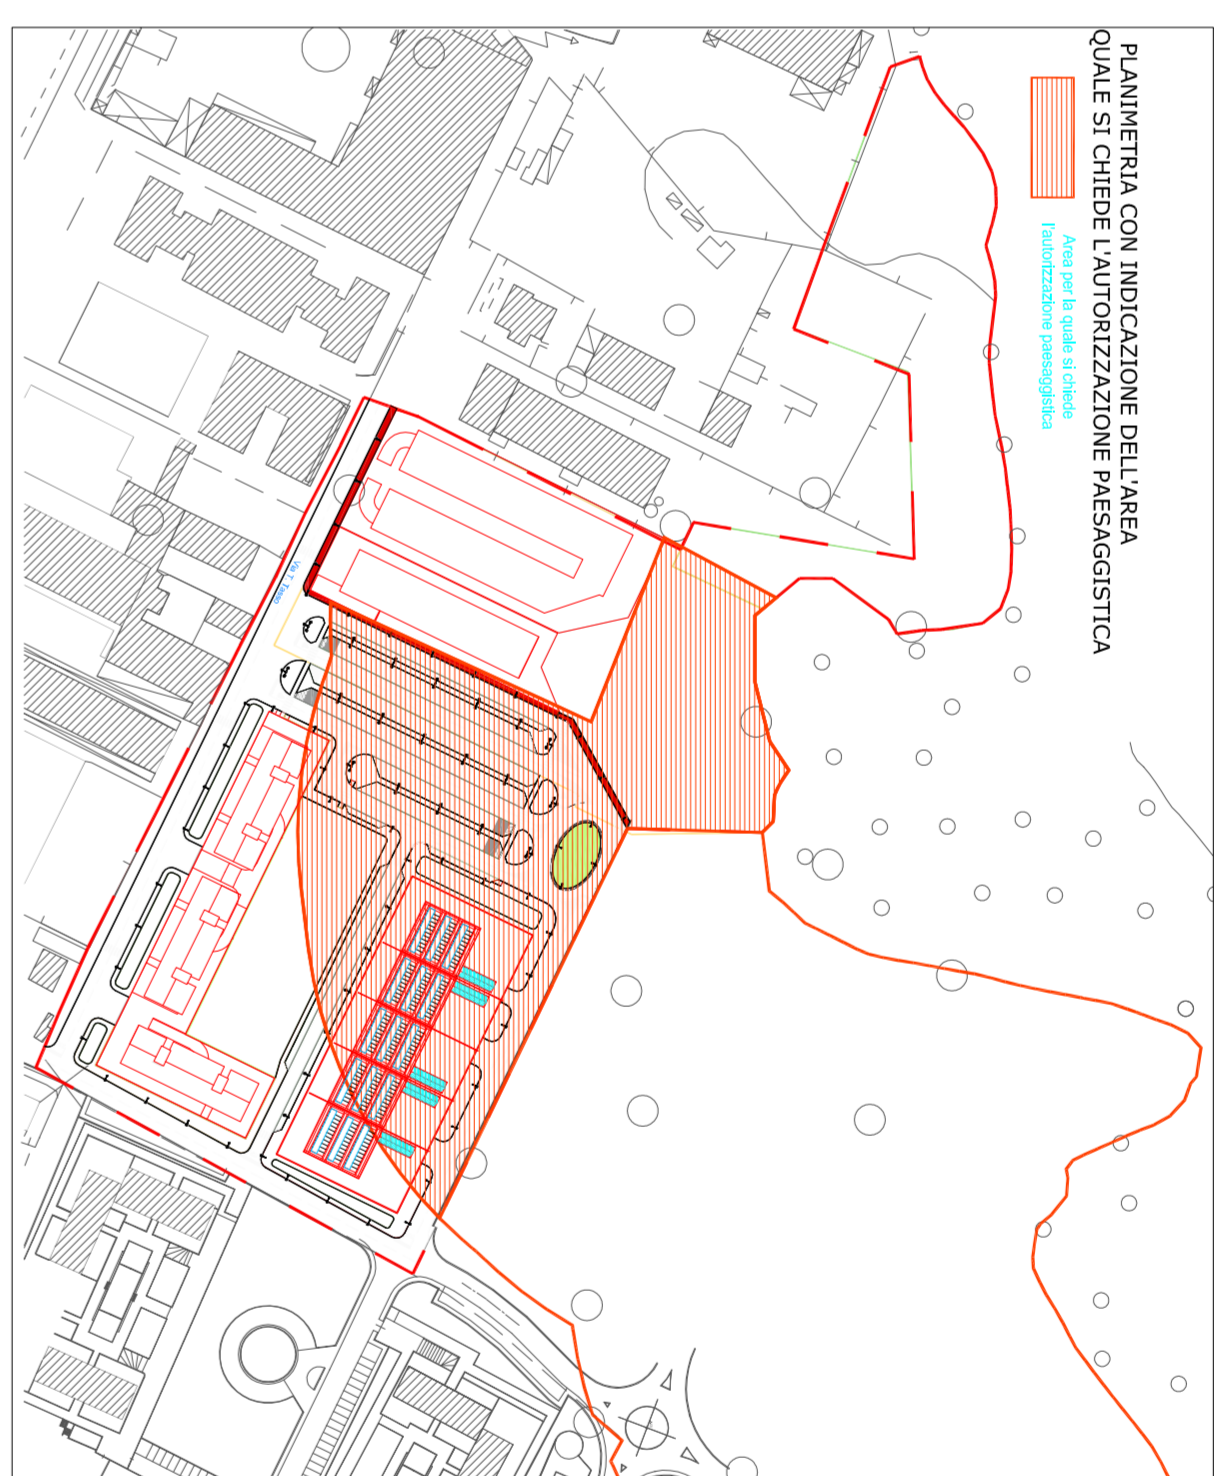 PLANIMETRIA CON INDICAZIONE DELL'AREA
QUALE SI CHIEDE L'AUTORIZZAZIONE PAESAGGISTICA
Area per la quale si chiede
l'autorizzazione paesaggistica
Via T. Tasso